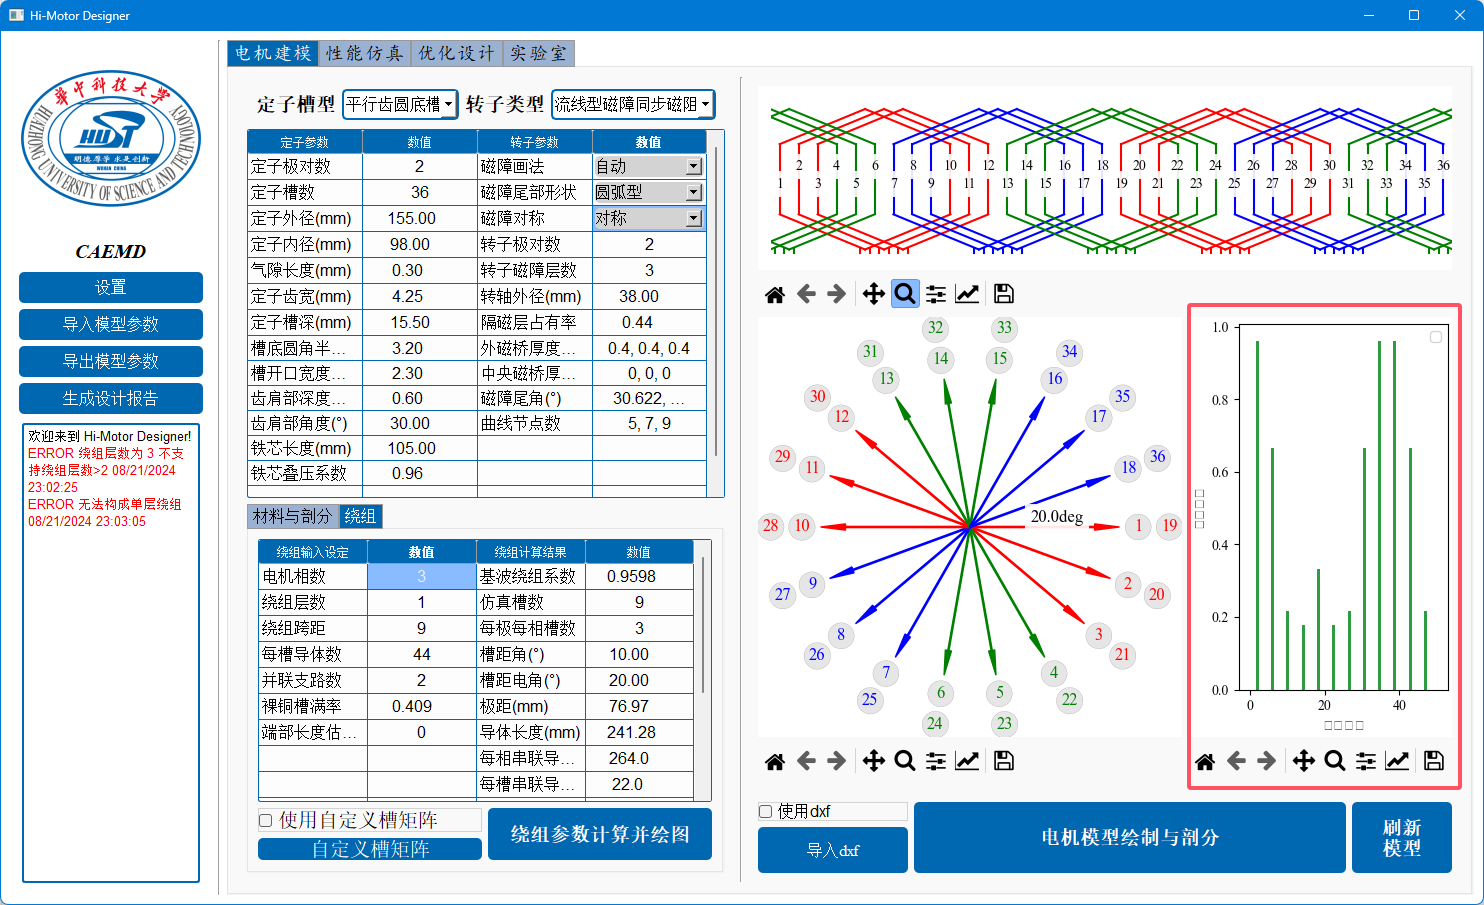 Hi-Motor Designer
华中科技大学
HUAZHONG UNIVERSITY OF SCIENCE AND TECHNOLOGY
HUST
明德 厚学 求是 创新
WUHAN CHINA
CAEMD
设置
导入模型参数
导出模型参数
生成设计报告
欢迎来到 Hi-Motor Designer!
ERROR 绕组层数为 3 不支
持绕组层数>2 08/21/2024
23:02:25
ERROR 无法构成单层绕组
08/21/2024 23:03:05
电机建模 性能仿真 优化设计 实验室
定子槽型 平行齿圆底槽 转子类型 流线型磁障同步磁阻
定子参数 数值 转子参数 数值
定子极对数 2 磁障画法 自动
定子槽数 36 磁障尾部形状 圆弧型
定子外径(mm) 155.00 磁障对称 对称
定子内径(mm) 98.00 转子极对数 2
气隙长度(mm) 0.30 转子磁障层数 3
定子齿宽(mm) 4.25 转轴外径(mm) 38.00
定子槽深(mm) 15.50 隔磁层占有率 0.44
槽底圆角半... 3.20 外磁桥厚度... 0.4, 0.4, 0.4
槽开口宽度... 2.30 中央磁桥厚... 0, 0, 0
齿肩部深度... 0.60 磁障尾角(°) 30.622, ...
齿肩部角度(°) 30.00 曲线节点数 5, 7, 9
铁芯长度(mm) 105.00
铁芯叠压系数 0.96
材料与剖分 绕组
绕组输入设定 数值 绕组计算结果 数值
电机相数 3 基波绕组系数 0.9598
绕组层数 1 仿真槽数 9
绕组跨距 9 每极每相槽数 3
每槽导体数 44 槽距角(°) 10.00
并联支路数 2 槽距电角(°) 20.00
裸铜槽满率 0.409 极距(mm) 76.97
端部长度估... 0 导体长度(mm) 241.28
每相串联导... 264.0
每槽串联导... 22.0
使用自定义槽矩阵
自定义槽矩阵
绕组参数计算并绘图
2 4 6 8 10 12 14 16 18 20 22 24 26 28 30 32 34 36
1 3 5 7 9 11 13 15 17 19 21 23 25 27 29 31 33 35
32 33
31 14 15 34
13 16
30 35
12 17
29 36
11 18
28 10 20.0deg 1 19
27 9 2 20
8 3
26 21
7 4
25 6 5 22
24 23
1.0
0.8
0.6
0.4
0.2
0.0
0 20 40
使用dxf
导入dxf
电机模型绘制与剖分
刷新
模型